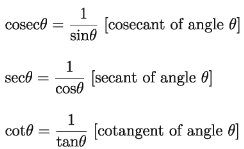 cosecθ = 1/sinθ [cosecant of angle θ]
secθ = 1/cosθ [secant of angle θ]
cotθ = 1/tanθ [cotangent of angle θ]